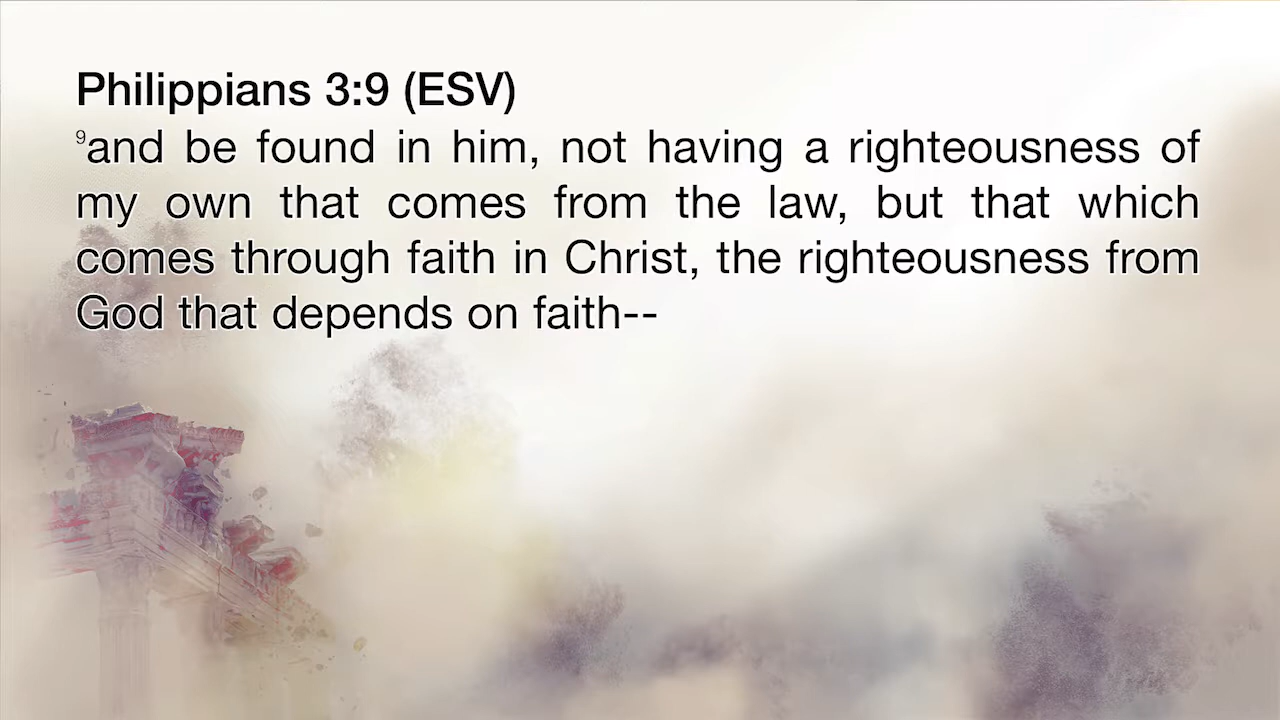 Philippians 3:9 (ESV)
9and be found in him, not having a righteousness of
my own that comes from the law, but that which
comes through faith in Christ, the righteousness from
God that depends on faith--